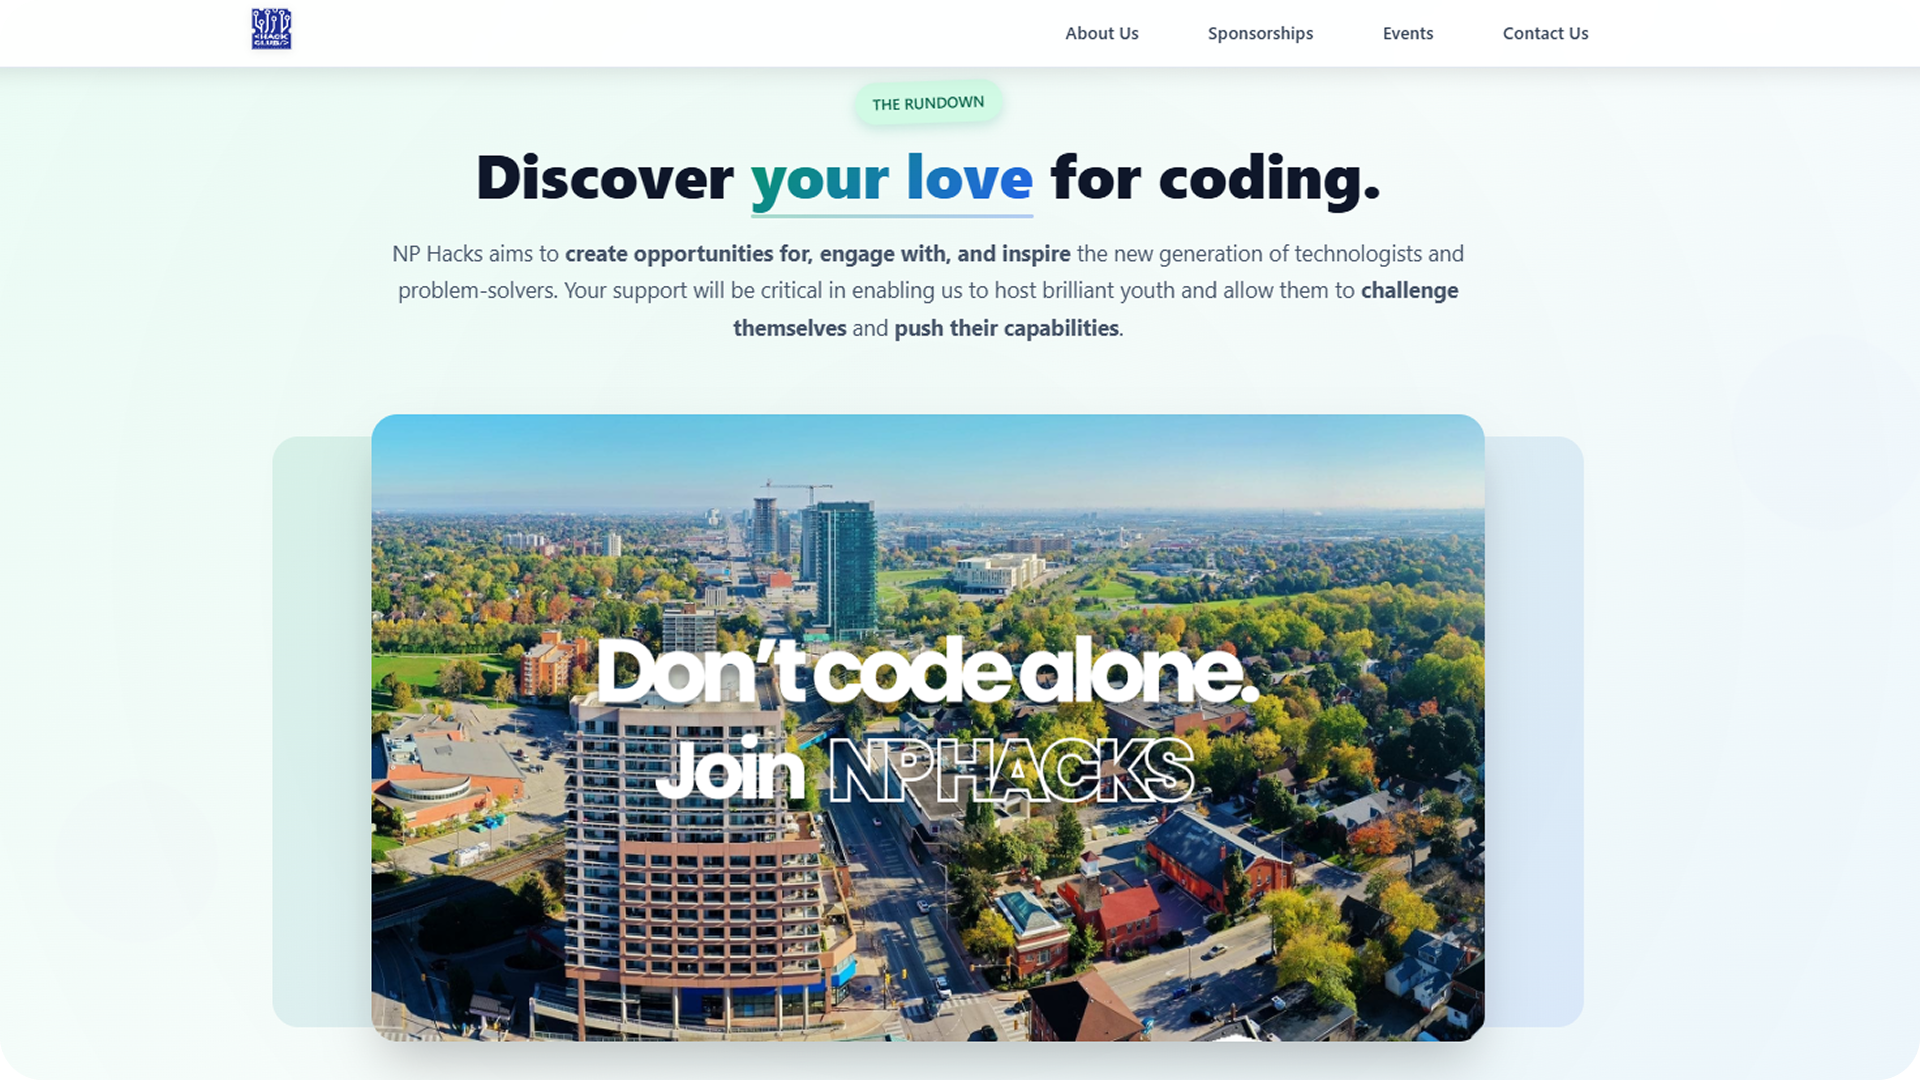 <HACK
CLUB/>
About Us
Sponsorships
Events
Contact Us
THE RUNDOWN
Discover your love for coding.
NP Hacks aims to create opportunities for, engage with, and inspire the new generation of technologists and
problem-solvers. Your support will be critical in enabling us to host brilliant youth and allow them to challenge
themselves and push their capabilities.
Don't code alone.
Join NPHACKS